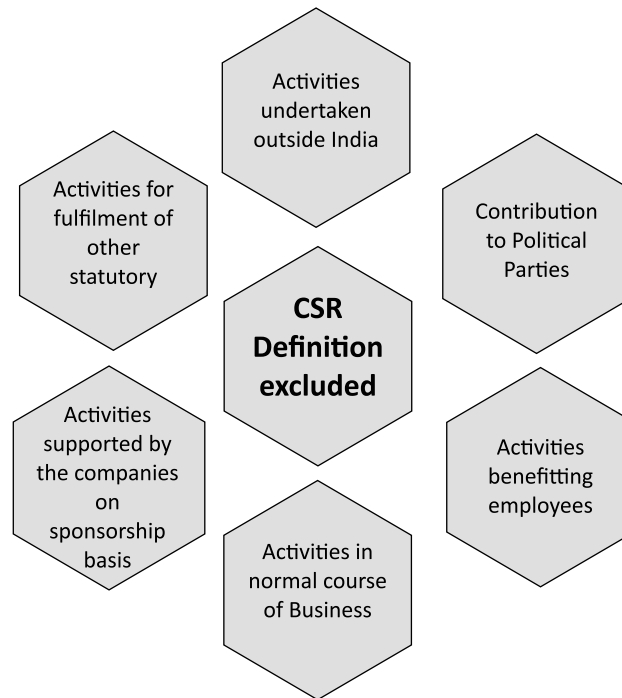 Activities
undertaken
outside India
Activities for
fulfilment of
other
statutory
Contribution
to Political
Parties
CSR
Definition
excluded
Activities
supported by
the companies
on
sponsorship
basis
Activities
benefitting
employees
Activities in
normal course
of Business